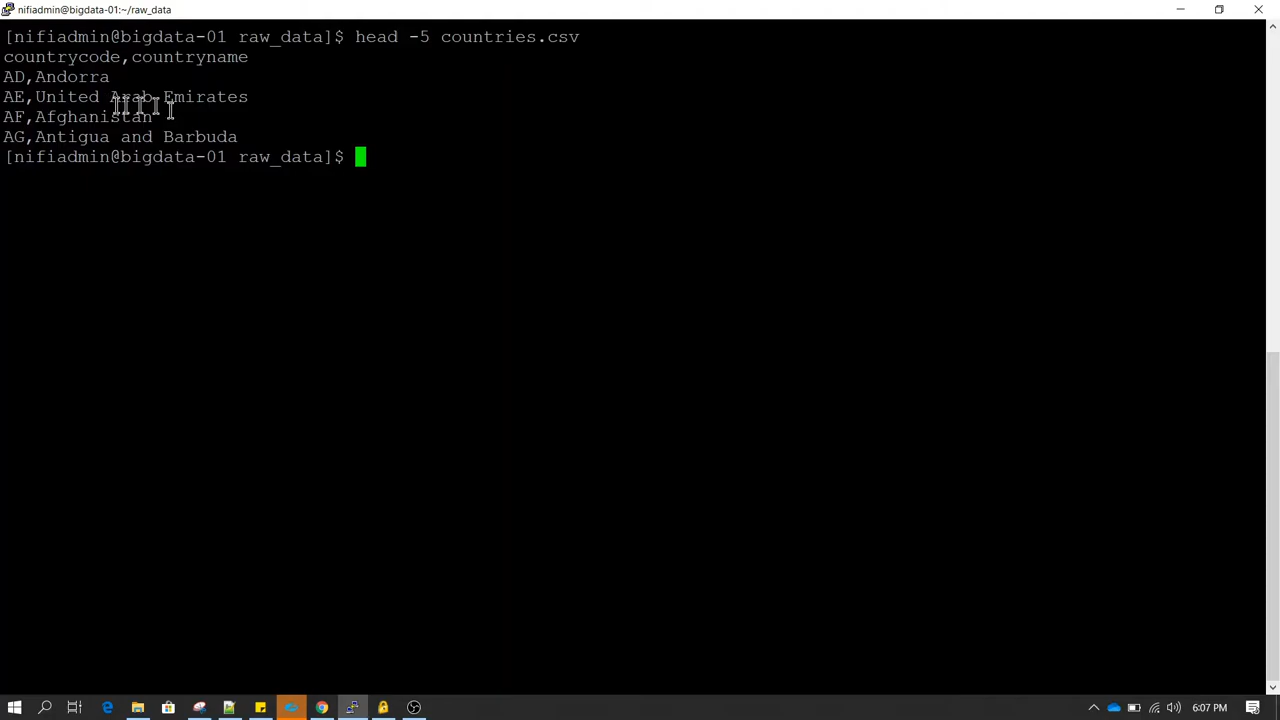 nifiadmin@bigdata-01:~/raw_data
[nifiadmin@bigdata-01 raw_data]$ head -5 countries.csv
countrycode,countryname
AD,Andorra
AE,United Arab Emirates
AF,Afghanistan
AG,Antigua and Barbuda
[nifiadmin@bigdata-01 raw_data]$
6:07 PM